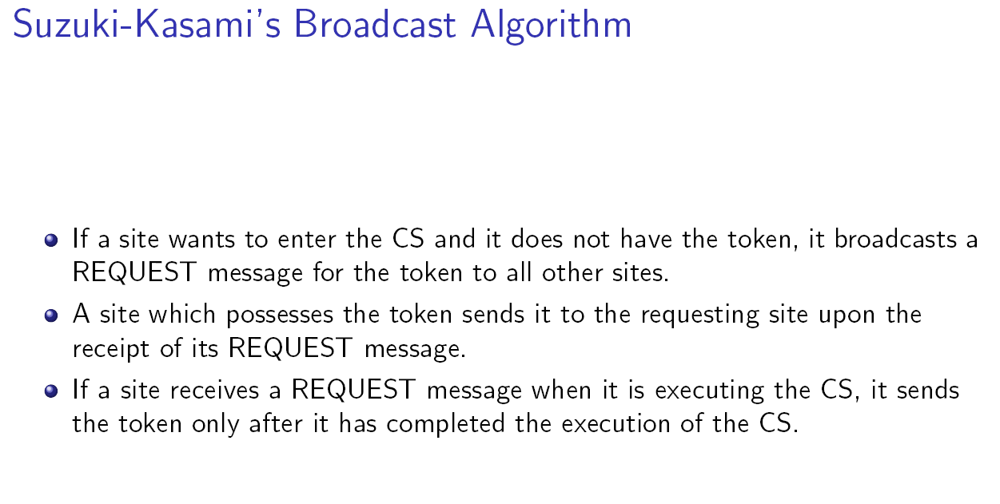 Suzuki-Kasami's Broadcast Algorithm
If a site wants to enter the CS and it does not have the token, it broadcasts a
REQUEST message for the token to all other sites.
A site which possesses the token sends it to the requesting site upon the
receipt of its REQUEST message.
If a site receives a REQUEST message when it is executing the CS, it sends
the token only after it has completed the execution of the CS.